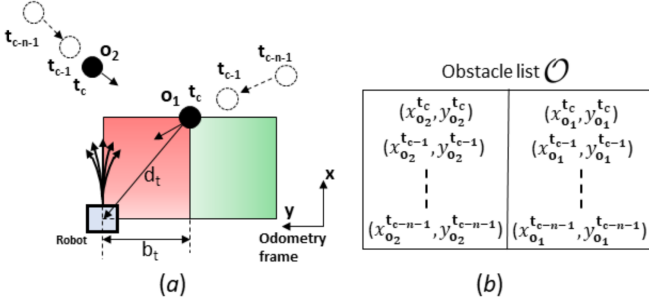 t_{c-n-1}
t_{c-1} o_2
t_c
t_{c-n-1}
t_{c-1}
o_1 t_c
d_t
b_t
Robot
x
y
Odometry
frame
(a)
Obstacle list 𝒪
(x_{o_2}^{t_c}, y_{o_2}^{t_c}) (x_{o_1}^{t_c}, y_{o_1}^{t_c})
(x_{o_2}^{t_{c-1}}, y_{o_2}^{t_{c-1}}) (x_{o_1}^{t_{c-1}}, y_{o_1}^{t_{c-1}})
(x_{o_2}^{t_{c-n-1}}, y_{o_2}^{t_{c-n-1}}) (x_{o_1}^{t_{c-n-1}}, y_{o_1}^{t_{c-n-1}})
(b)